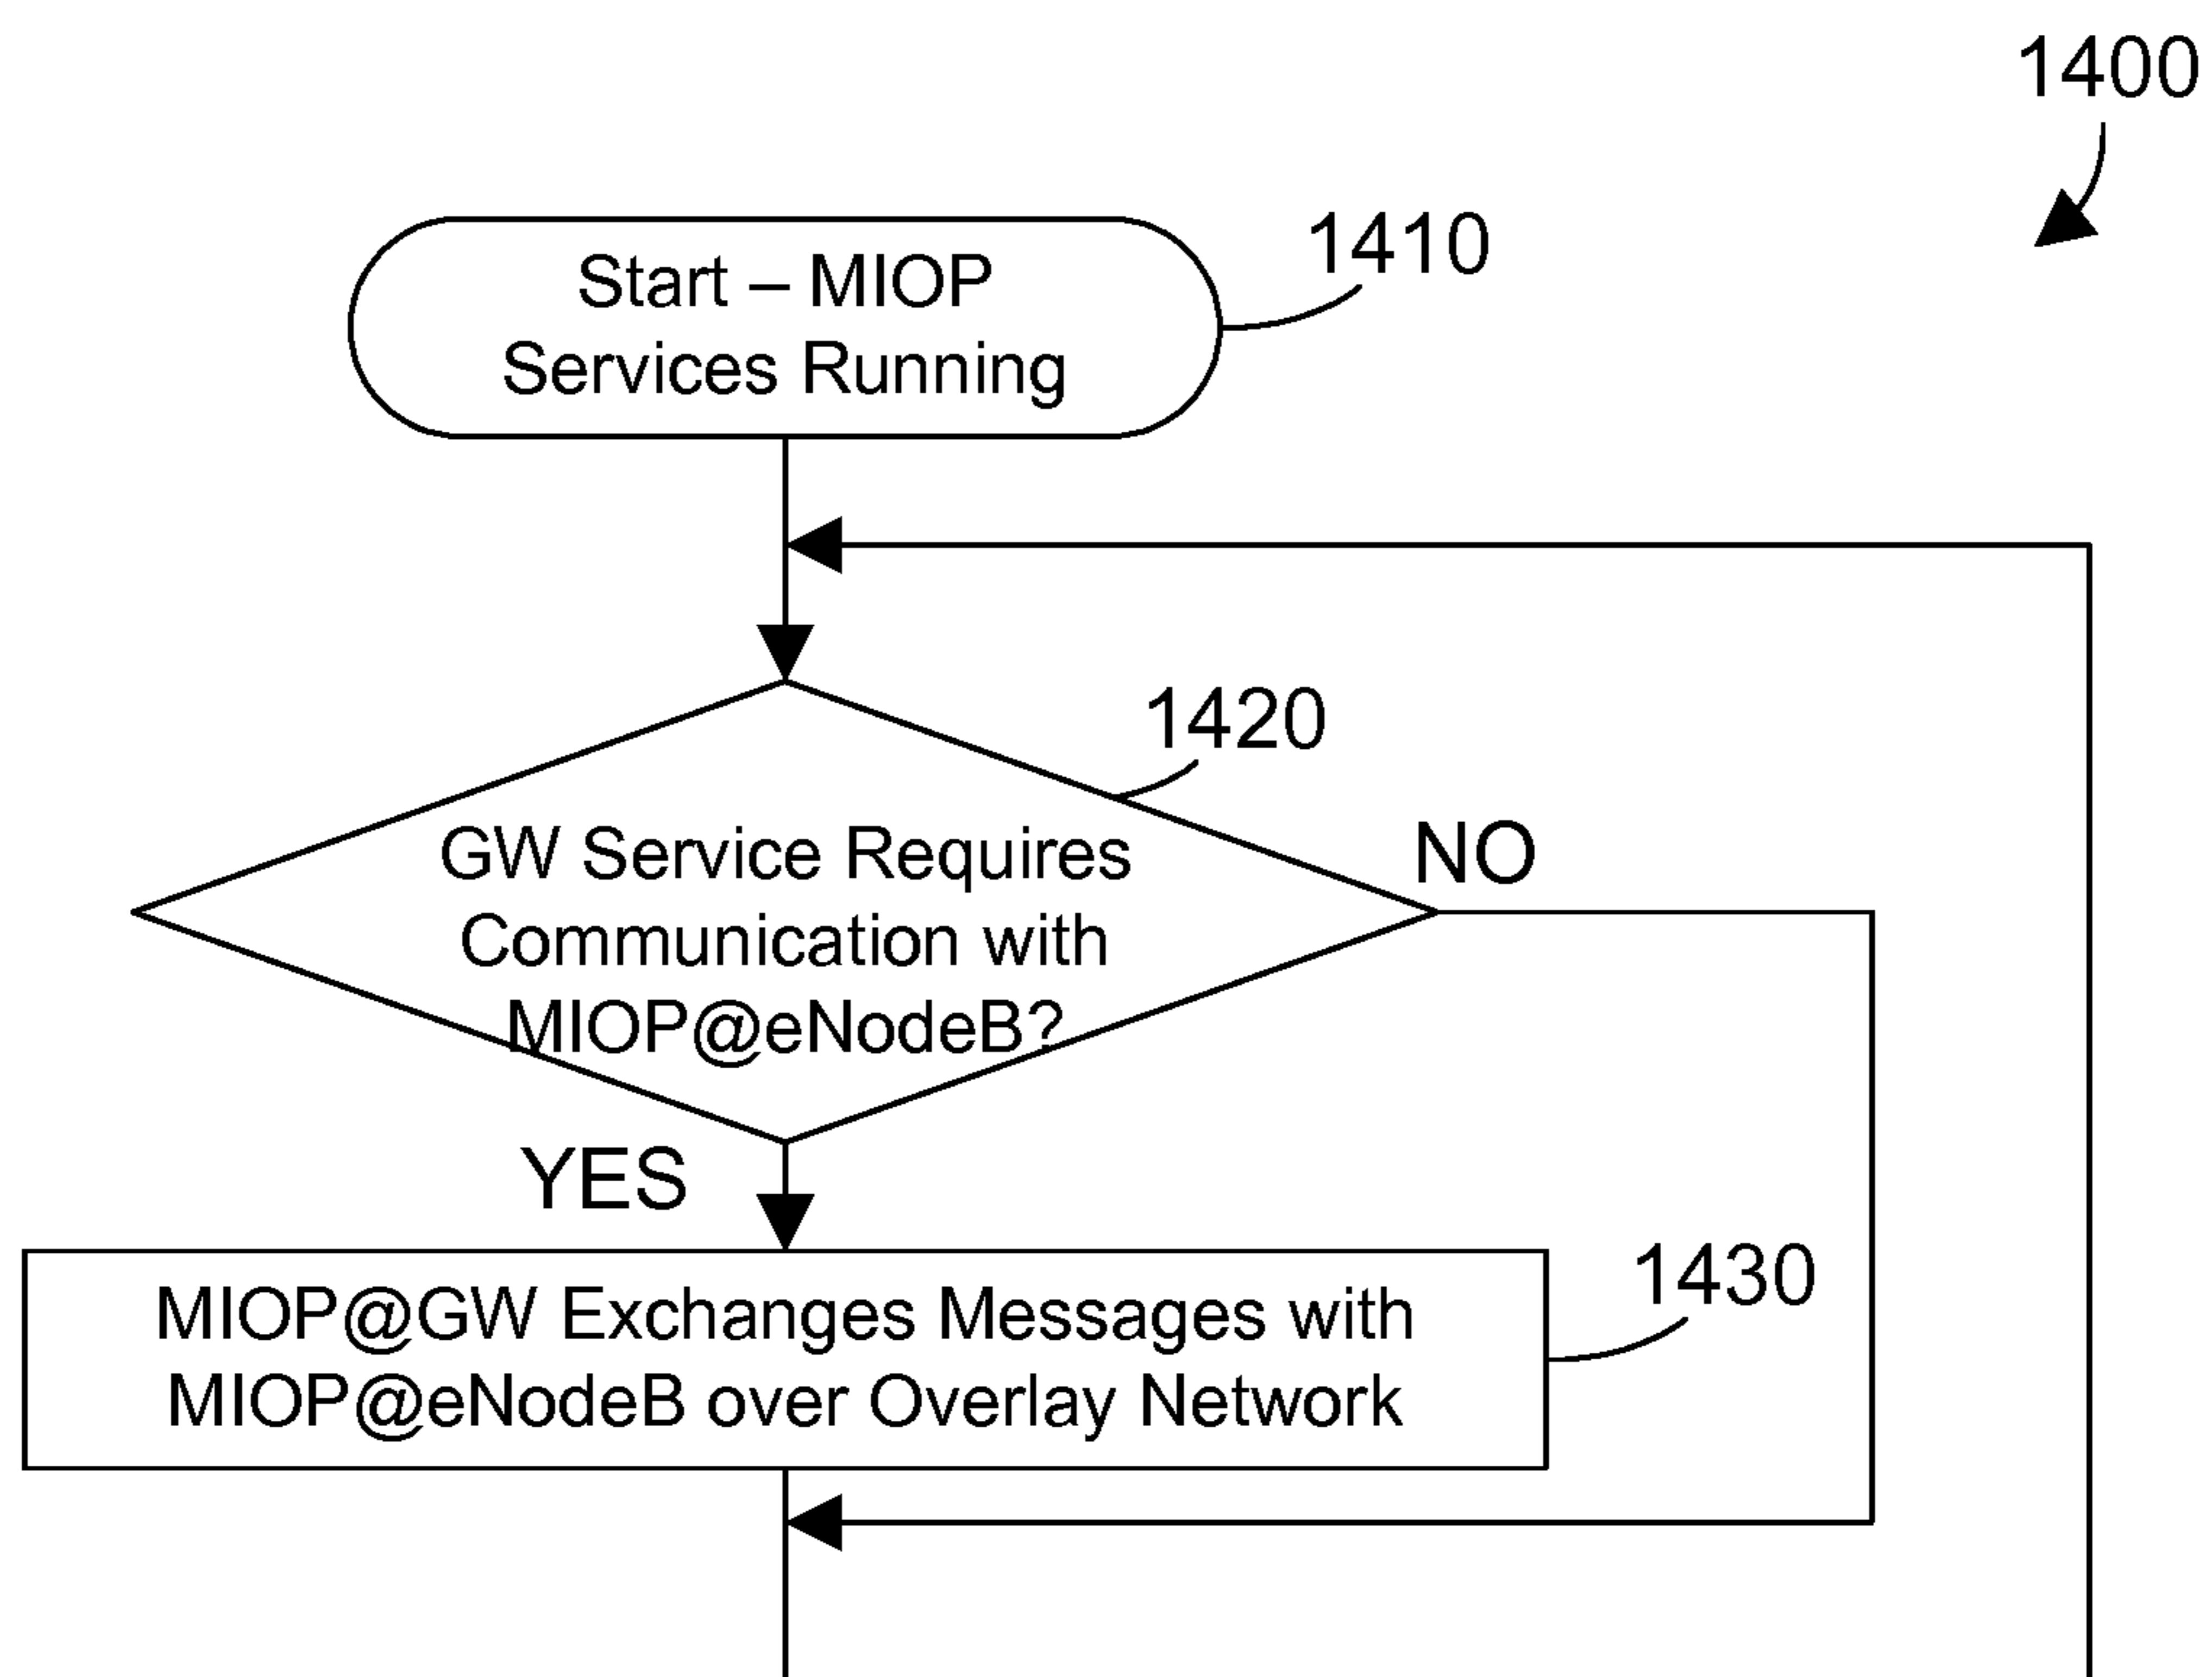 1400
Start – MIOP
Services Running
1410
1420
GW Service Requires
Communication with
MIOP@eNodeB?
NO
YES
MIOP@GW Exchanges Messages with
MIOP@eNodeB over Overlay Network
1430